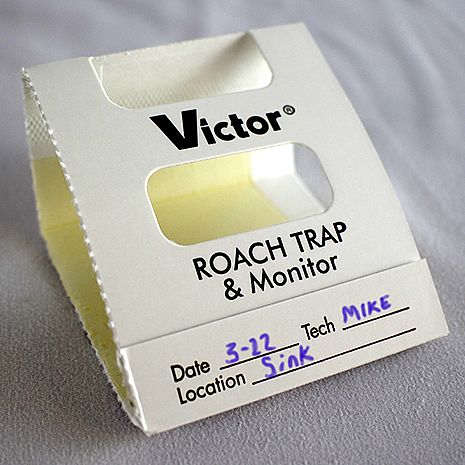 Victor®
ROACH TRAP
& Monitor
Date 3-22 Tech MIKE
Location Sink